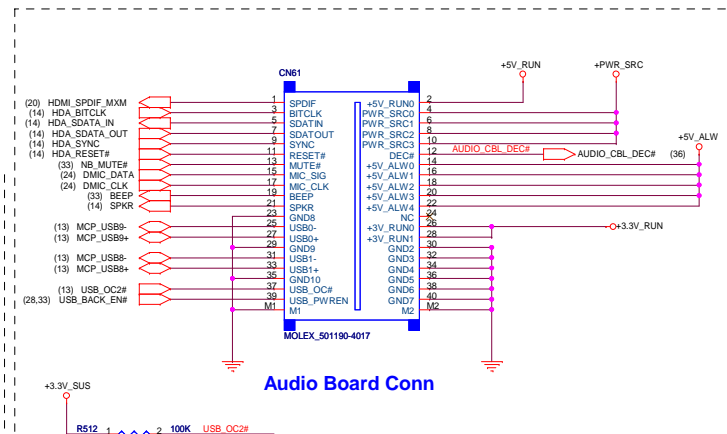 CN61
+5V_RUN
+PWR_SRC
+5V_ALW
(20) HDMI_SPDIF_MXM 1 SPDIF +5V_RUN0 2
(14) HDA_BITCLK 3 BITCLK PWR_SRC0 4
(14) HDA_SDATA_IN 5 SDATIN PWR_SRC1 6
(14) HDA_SDATA_OUT 7 SDATOUT PWR_SRC2 8
(14) HDA_SYNC 9 SYNC PWR_SRC3 10
(14) HDA_RESET# 11 RESET# DEC# 12 AUDIO_CBL_DEC# AUDIO_CBL_DEC# (36)
(33) NB_MUTE# 13 MUTE# +5V_ALW0 14
(24) DMIC_DATA 15 MIC_SIG +5V_ALW1 16
(24) DMIC_CLK 17 MIC_CLK +5V_ALW2 18
(33) BEEP 19 BEEP +5V_ALW3 20
(14) SPKR 21 SPKR +5V_ALW4 22
23 GND8 NC 24
(13) MCP_USB9- 25 USB0- +3V_RUN0 26 +3.3V_RUN
(13) MCP_USB9+ 27 USB0+ +3V_RUN1 28
29 GND9 GND2 30
(13) MCP_USB8- 31 USB1- GND3 32
(13) MCP_USB8+ 33 USB1+ GND4 34
35 GND10 GND5 36
(13) USB_OC2# 37 USB_OC# GND6 38
(28,33) USB_BACK_EN# 39 USB_PWREN GND7 40
M1 M1 M2 M2
MOLEX_501190-4017
Audio Board Conn
+3.3V_SUS
R512 1 2 100K USB_OC2#